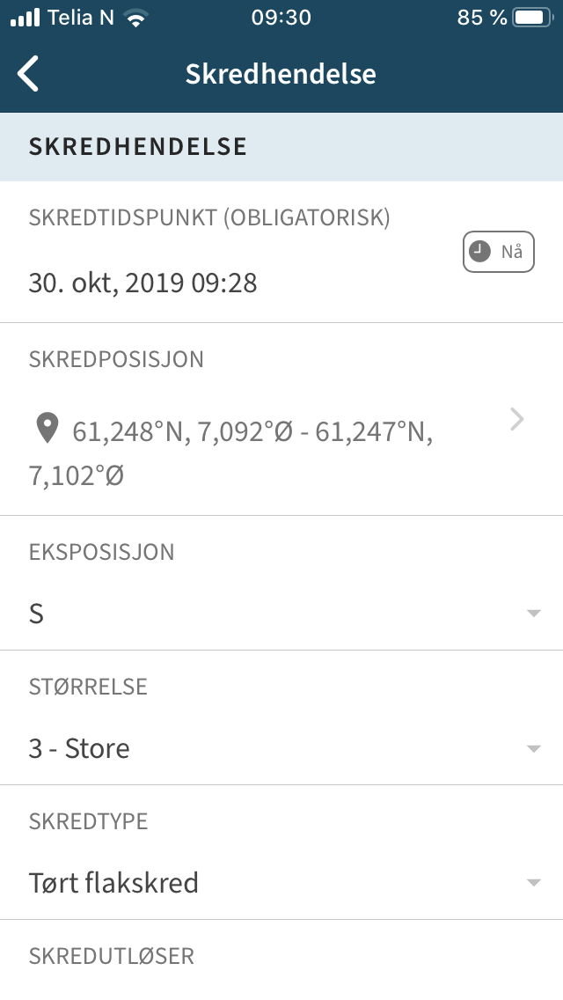 Telia N 09:30 85 %
Skredhendelse
SKREDHENDELSE
SKREDTIDSPUNKT (OBLIGATORISK)
Nå
30. okt, 2019 09:28
SKREDPOSISJON
61,248°N, 7,092°Ø - 61,247°N,
7,102°Ø
EKSPOSISJON
S
STØRRELSE
3 - Store
SKREDTYPE
Tørt flakskred
SKREDUTLØSER